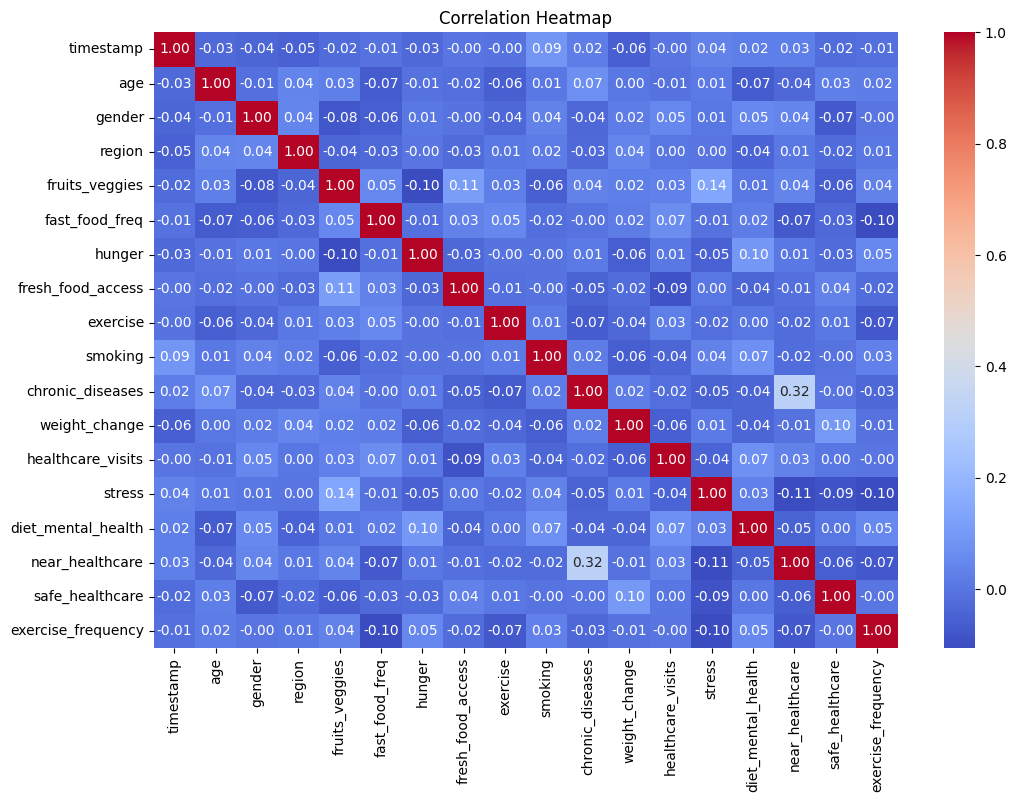 Correlation Heatmap
timestamp 1.00 -0.03 -0.04 -0.05 -0.02 -0.01 -0.03 -0.00 -0.00 0.09 0.02 -0.06 -0.00 0.04 0.02 0.03 -0.02 -0.01
age -0.03 1.00 -0.01 0.04 0.03 -0.07 -0.01 -0.02 -0.06 0.01 0.07 0.00 -0.01 0.01 -0.07 -0.04 0.03 0.02
gender -0.04 -0.01 1.00 0.04 -0.08 -0.06 0.01 -0.00 -0.04 0.04 -0.04 0.02 0.05 0.01 0.05 0.04 -0.07 -0.00
region -0.05 0.04 0.04 1.00 -0.04 -0.03 -0.00 -0.03 0.01 0.02 -0.03 0.04 0.00 0.00 -0.04 0.01 -0.02 0.01
fruits_veggies -0.02 0.03 -0.08 -0.04 1.00 0.05 -0.10 0.11 0.03 -0.06 0.04 0.02 0.03 0.14 0.01 0.04 -0.06 0.04
fast_food_freq -0.01 -0.07 -0.06 -0.03 0.05 1.00 -0.01 0.03 0.05 -0.02 -0.00 0.02 0.07 -0.01 0.02 -0.07 -0.03 -0.10
hunger -0.03 -0.01 0.01 -0.00 -0.10 -0.01 1.00 -0.03 -0.00 -0.00 0.01 -0.06 0.01 -0.05 0.10 0.01 -0.03 0.05
fresh_food_access -0.00 -0.02 -0.00 -0.03 0.11 0.03 -0.03 1.00 -0.01 -0.00 -0.05 -0.02 -0.09 0.00 -0.04 -0.01 0.04 -0.02
exercise -0.00 -0.06 -0.04 0.01 0.03 0.05 -0.00 -0.01 1.00 0.01 -0.07 -0.04 0.03 -0.02 0.00 -0.02 0.01 -0.07
smoking 0.09 0.01 0.04 0.02 -0.06 -0.02 -0.00 -0.00 0.01 1.00 0.02 -0.06 -0.04 0.04 0.07 -0.02 -0.00 0.03
chronic_diseases 0.02 0.07 -0.04 -0.03 0.04 -0.00 0.01 -0.05 -0.07 0.02 1.00 0.02 -0.02 -0.05 -0.04 0.32 -0.00 -0.03
weight_change -0.06 0.00 0.02 0.04 0.02 0.02 -0.06 -0.02 -0.04 -0.06 0.02 1.00 -0.06 0.01 -0.04 -0.01 0.10 -0.01
healthcare_visits -0.00 -0.01 0.05 0.00 0.03 0.07 0.01 -0.09 0.03 -0.04 -0.02 -0.06 1.00 -0.04 0.07 0.03 0.00 -0.00
stress 0.04 0.01 0.01 0.00 0.14 -0.01 -0.05 0.00 -0.02 0.04 -0.05 0.01 -0.04 1.00 0.03 -0.11 -0.09 -0.10
diet_mental_health 0.02 -0.07 0.05 -0.04 0.01 0.02 0.10 -0.04 0.00 0.07 -0.04 -0.04 0.07 0.03 1.00 -0.05 0.00 0.05
near_healthcare 0.03 -0.04 0.04 0.01 0.04 -0.07 0.01 -0.01 -0.02 -0.02 0.32 -0.01 0.03 -0.11 -0.05 1.00 -0.06 -0.07
safe_healthcare -0.02 0.03 -0.07 -0.02 -0.06 -0.03 -0.03 0.04 0.01 -0.00 -0.00 0.10 0.00 -0.09 0.00 -0.06 1.00 -0.00
exercise_frequency -0.01 0.02 -0.00 0.01 0.04 -0.10 0.05 -0.02 -0.07 0.03 -0.03 -0.01 -0.00 -0.10 0.05 -0.07 -0.00 1.00
timestamp
age
gender
region
fruits_veggies
fast_food_freq
hunger
fresh_food_access
exercise
smoking
chronic_diseases
weight_change
healthcare_visits
stress
diet_mental_health
near_healthcare
safe_healthcare
exercise_frequency
1.0
0.8
0.6
0.4
0.2
0.0